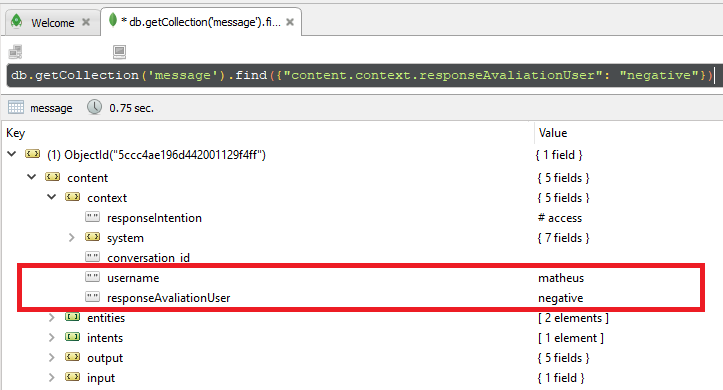 Welcome
* db.getCollection('message').fi...
db.getCollection('message').find({"content.context.responseAvaliationUser": "negative"})
message 0.75 sec.
Key Value
(1) ObjectId("5ccc4ae196d442001129f4ff") { 1 field }
content { 5 fields }
context { 5 fields }
" " responseIntention # access
system { 7 fields }
" " conversation_id
" " username matheus
" " responseAvaliationUser negative
entities [ 2 elements ]
intents [ 1 element ]
output { 5 fields }
input { 1 field }